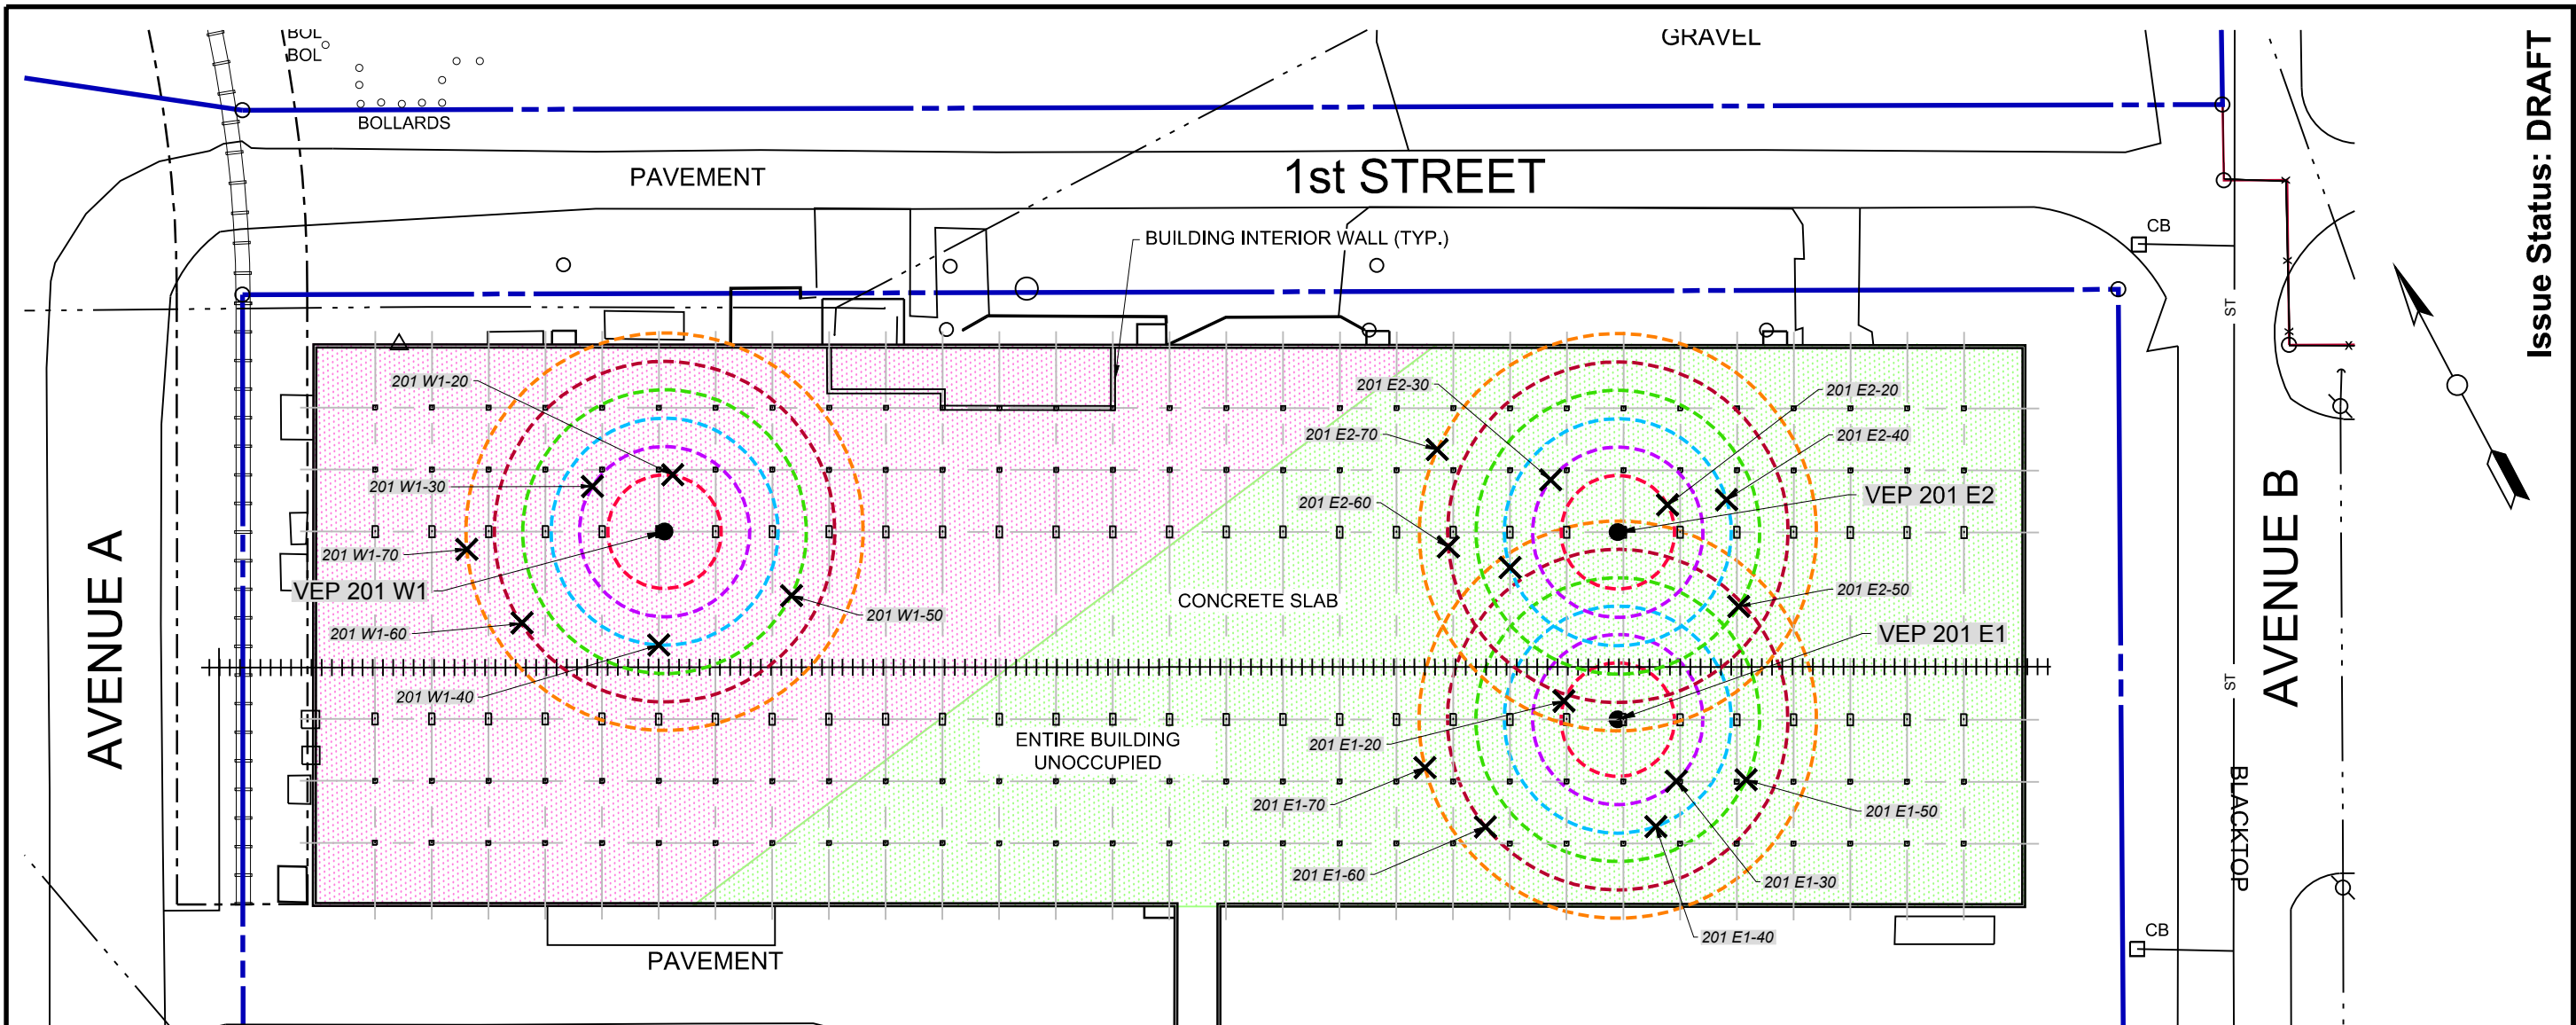 BOL
BOL
BOLLARDS
GRAVEL
PAVEMENT
1st STREET
Issue Status: DRAFT
BUILDING INTERIOR WALL (TYP.)
CB
ST
201 W1-20
201 W1-30
201 W1-70
VEP 201 W1
201 W1-60
201 W1-40
201 W1-50
201 E2-30
201 E2-20
201 E2-70
201 E2-40
201 E2-60
VEP 201 E2
201 E2-50
VEP 201 E1
CONCRETE SLAB
ENTIRE BUILDING
UNOCCUPIED
201 E1-20
201 E1-70
201 E1-50
201 E1-60
201 E1-30
201 E1-40
AVENUE A
AVENUE B
ST
BLACKTOP
CB
PAVEMENT